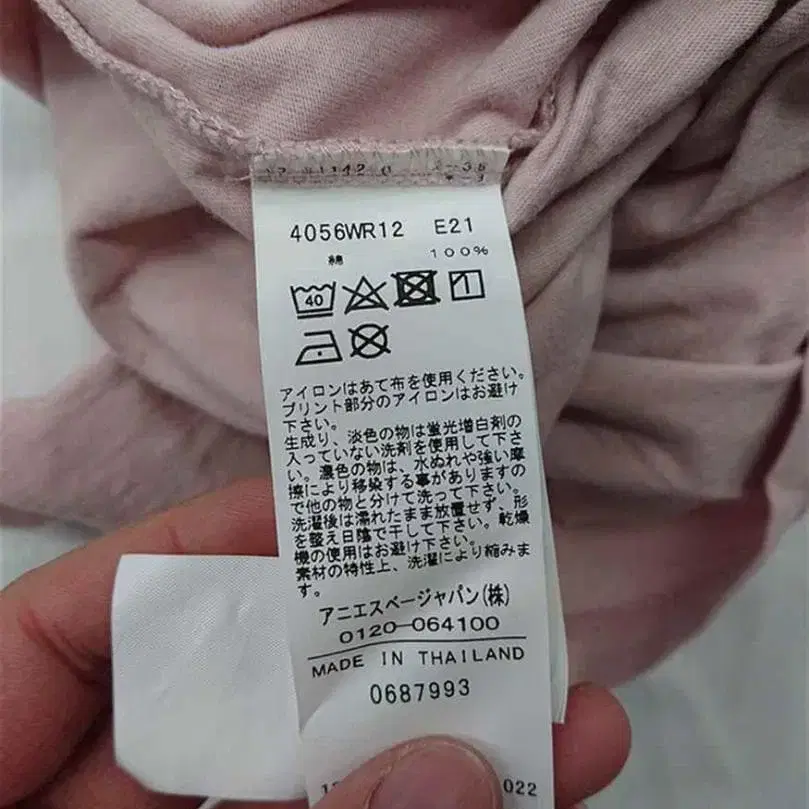 4056WR12 E21
綿 100%
40
アイロンはあて布を使用ください。
プリント部分のアイロンはお避け
下さい。
生成り、淡色の物は蛍光増白剤の
入っていない洗剤を使用して下さ
い。濃色の物は、水ぬれや強い摩
擦により移染する事がありますの
で他の物と分けて洗って下さい。
洗濯後は濡れたまま放置せず、形
を整え日陰で干して下さい。乾燥
機の使用はお避け下さい。
素材の特性上、洗濯により縮みま
す。
アニエスベージャパン(株)
0120-064100
MADE IN THAILAND
0687993
022